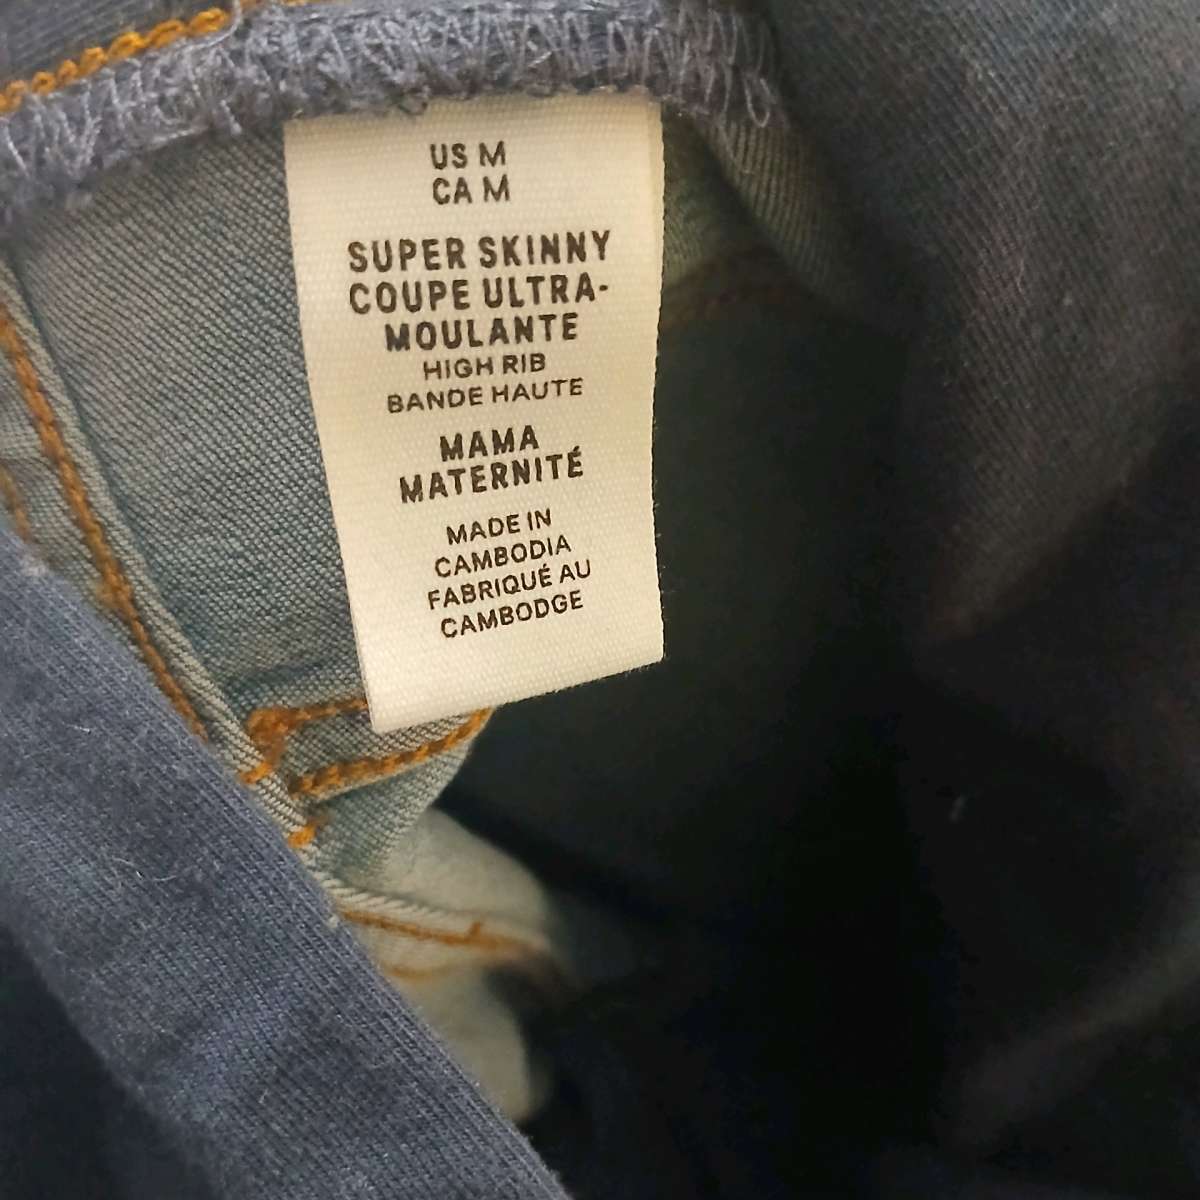 US M
CA M
SUPER SKINNY
COUPE ULTRA-
MOULANTE
HIGH RIB
BANDE HAUTE
MAMA
MATERNITÉ
MADE IN
CAMBODIA
FABRIQUÉ AU
CAMBODGE